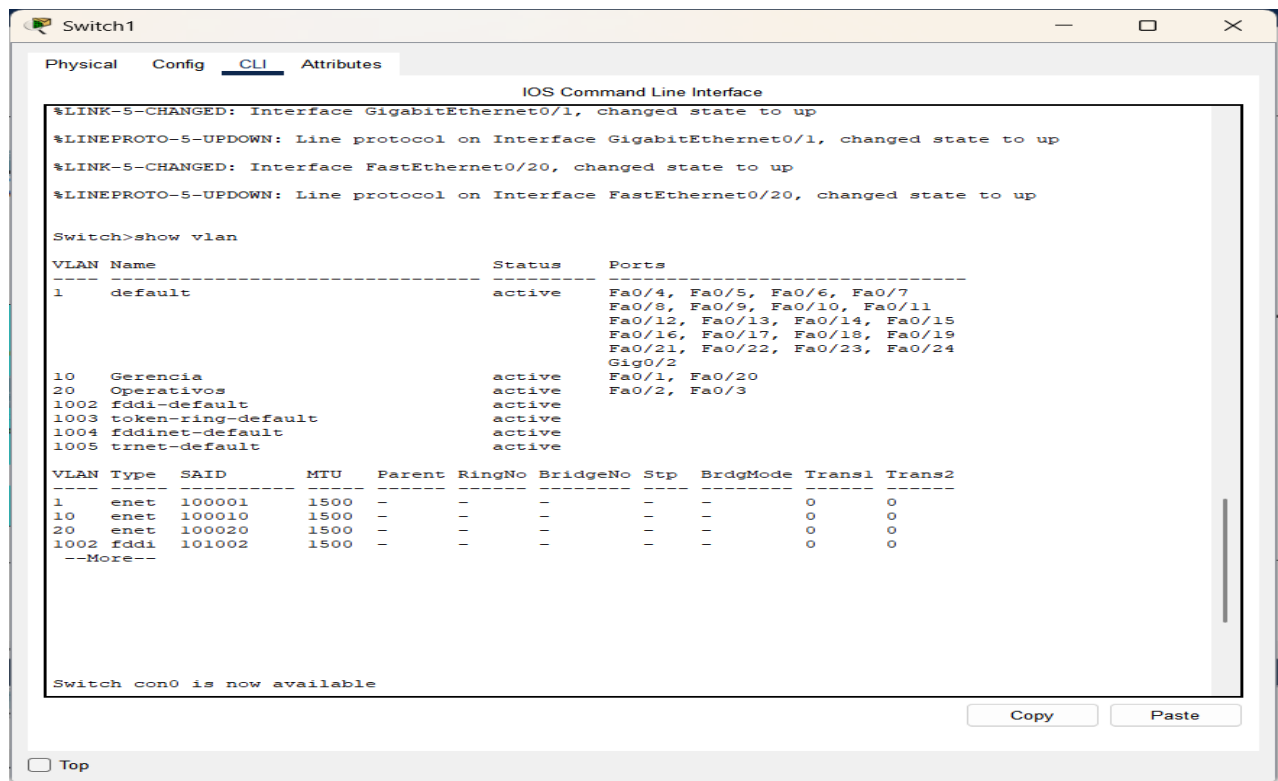 Switch1
Physical Config CLI Attributes
IOS Command Line Interface
%LINK-5-CHANGED: Interface GigabitEthernet0/1, changed state to up
%LINEPROTO-5-UPDOWN: Line protocol on Interface GigabitEthernet0/1, changed state to up
%LINK-5-CHANGED: Interface FastEthernet0/20, changed state to up
%LINEPROTO-5-UPDOWN: Line protocol on Interface FastEthernet0/20, changed state to up
Switch>show vlan
VLAN Name                             Status    Ports
---- -------------------------------- --------- -------------------------------
1    default                          active    Fa0/4, Fa0/5, Fa0/6, Fa0/7
                                                Fa0/8, Fa0/9, Fa0/10, Fa0/11
                                                Fa0/12, Fa0/13, Fa0/14, Fa0/15
                                                Fa0/16, Fa0/17, Fa0/18, Fa0/19
                                                Fa0/21, Fa0/22, Fa0/23, Fa0/24
                                                Gig0/2
10   Gerencia                         active    Fa0/1, Fa0/20
20   Operativos                       active    Fa0/2, Fa0/3
1002 fddi-default                     active
1003 token-ring-default               active
1004 fddinet-default                  active
1005 trnet-default                    active
VLAN Type  SAID       MTU   Parent RingNo BridgeNo Stp  BrdgMode Trans1 Trans2
---- ----- ---------- ----- ------ ------ -------- ---- -------- ------ ------
1    enet  100001     1500  -      -      -        -    -        0      0
10   enet  100010     1500  -      -      -        -    -        0      0
20   enet  100020     1500  -      -      -        -    -        0      0
1002 fddi  101002     1500  -      -      -        -    -        0      0
--More--
Switch con0 is now available
Copy Paste
Top